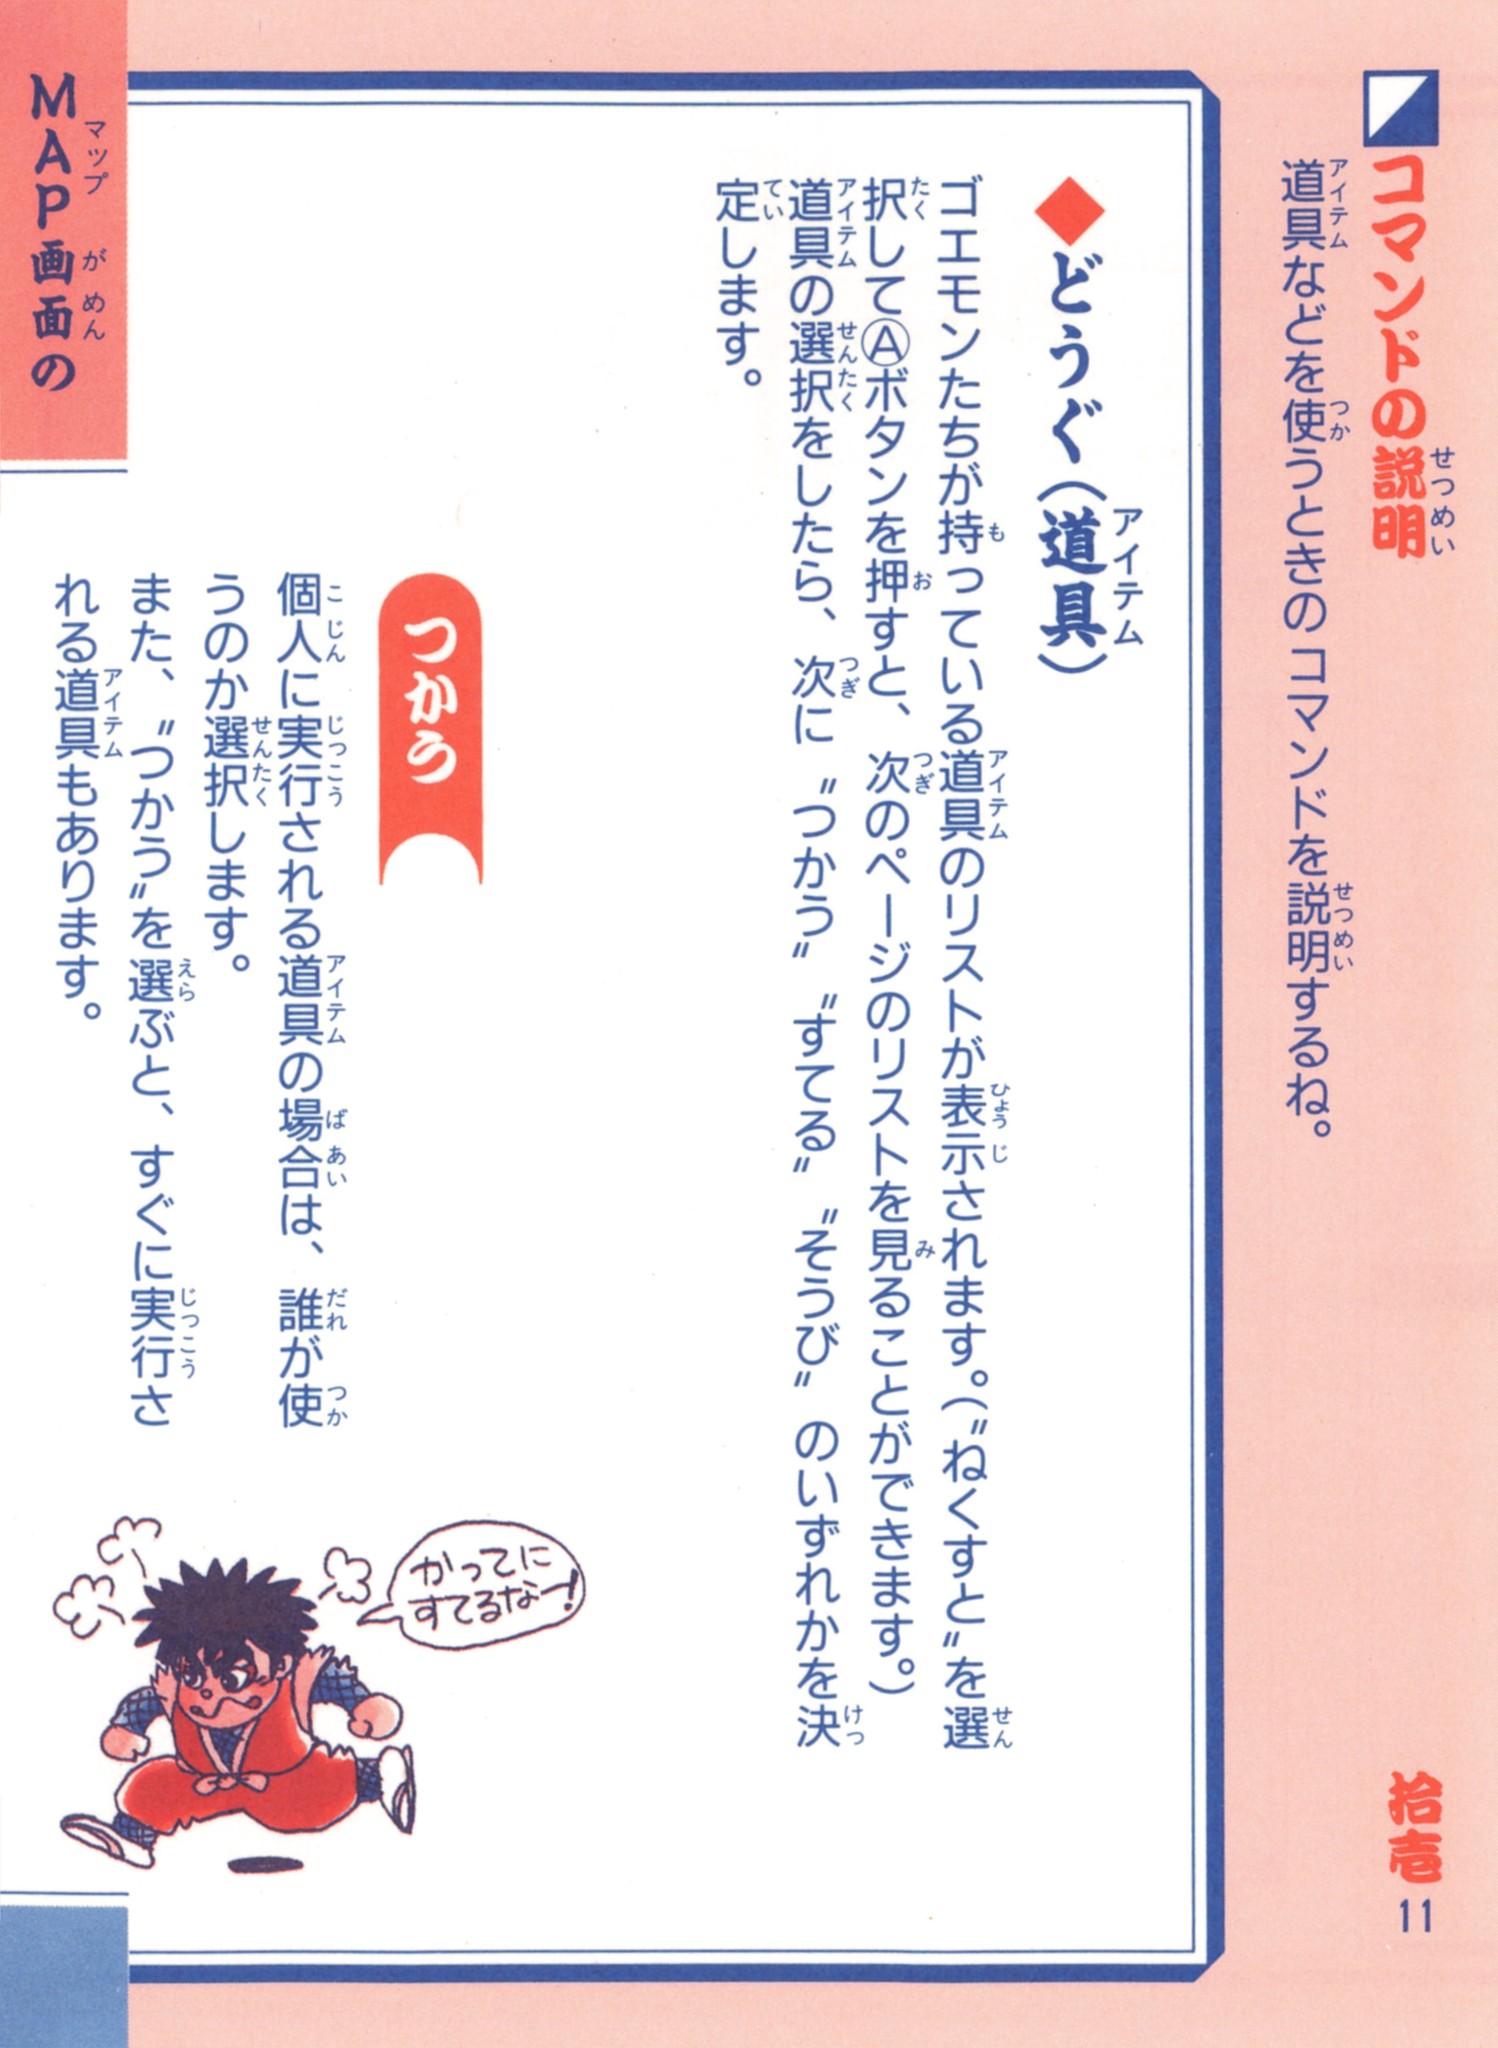 MAP画面の
コマンドの説明
道具などを使うときのコマンドを説明するね。
◆どうぐ(道具)
ゴエモンたちが持っている道具のリストが表示されます。(〝ねくすと〟を選
択してⒶボタンを押すと、次のページのリストを見ることができます。)
道具の選択をしたら、次に〝つかう〟〝すてる〟〝そうび〟のいずれかを決
定します。
つかう
個人に実行される道具の場合は、誰が使
うのか選択します。
また、〝つかう〟を選ぶと、すぐに実行さ
れる道具もあります。
かってに
すてるなー!
拾壱
11